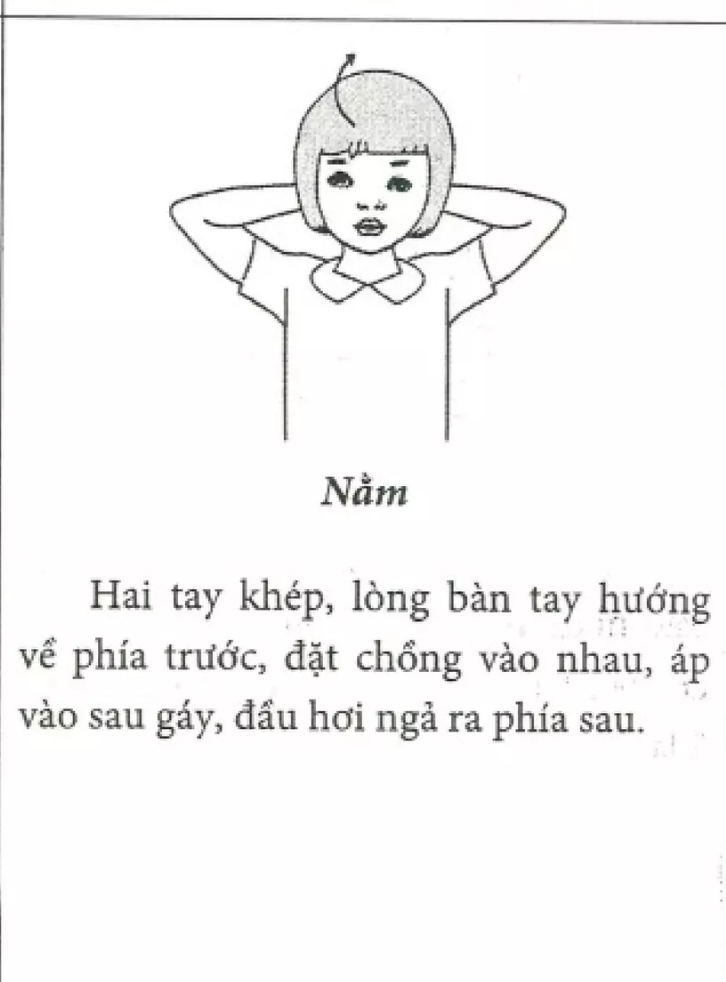 Nằm
Hai tay khép, lòng bàn tay hướng
về phía trước, đặt chồng vào nhau, áp
vào sau gáy, đầu hơi ngả ra phía sau.